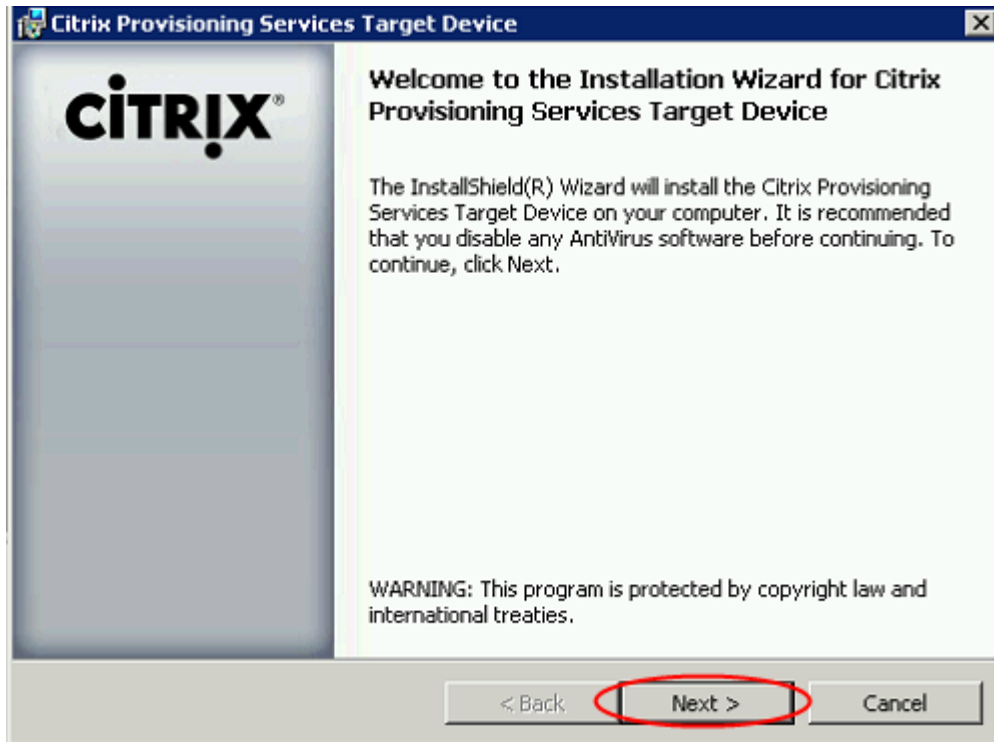 Citrix Provisioning Services Target Device
CiTRiX®
Welcome to the Installation Wizard for Citrix
Provisioning Services Target Device
The InstallShield(R) Wizard will install the Citrix Provisioning
Services Target Device on your computer. It is recommended
that you disable any AntiVirus software before continuing. To
continue, click Next.
WARNING: This program is protected by copyright law and
international treaties.
< Back
Next >
Cancel